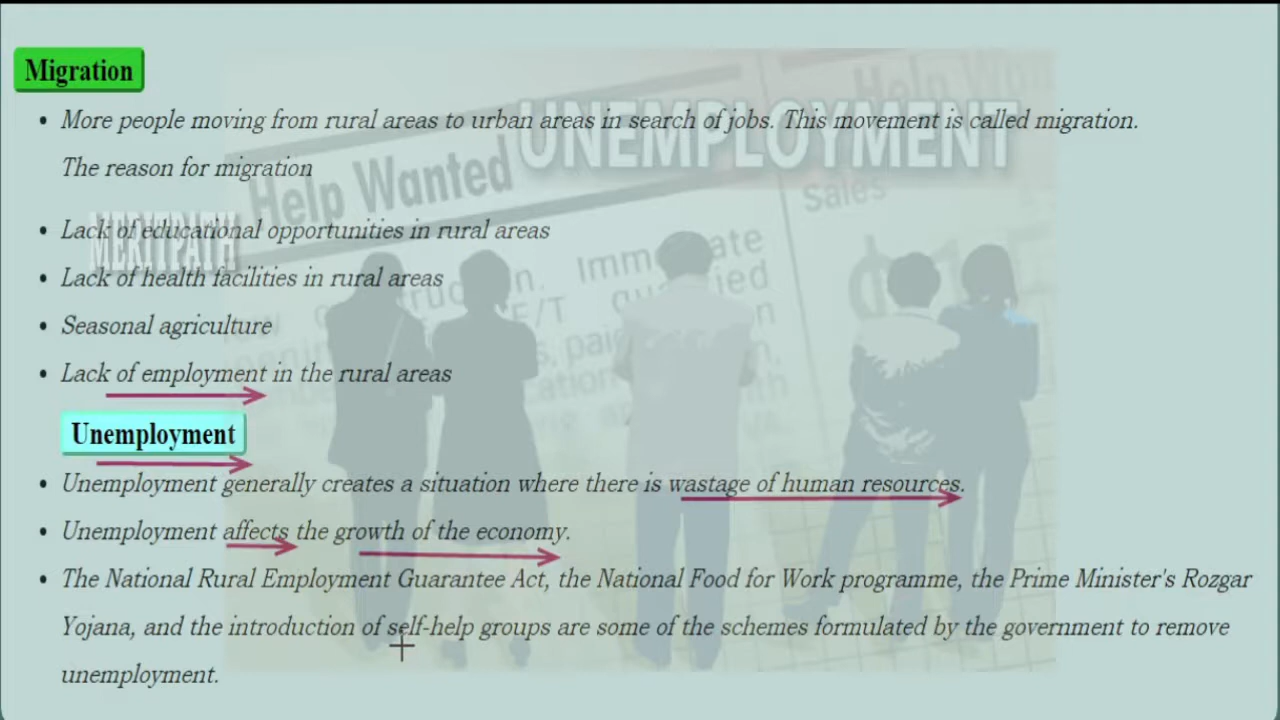 Migration
• More people moving from rural areas to urban areas in search of jobs. This movement is called migration.
The reason for migration
• Lack of educational opportunities in rural areas
• Lack of health facilities in rural areas
• Seasonal agriculture
• Lack of employment in the rural areas
Unemployment
• Unemployment generally creates a situation where there is wastage of human resources.
• Unemployment affects the growth of the economy.
• The National Rural Employment Guarantee Act, the National Food for Work programme, the Prime Minister's Rozgar
Yojana, and the introduction of self-help groups are some of the schemes formulated by the government to remove
unemployment.
MERITPATH
UNEMPLOYMENT
Help Wanted
Sales